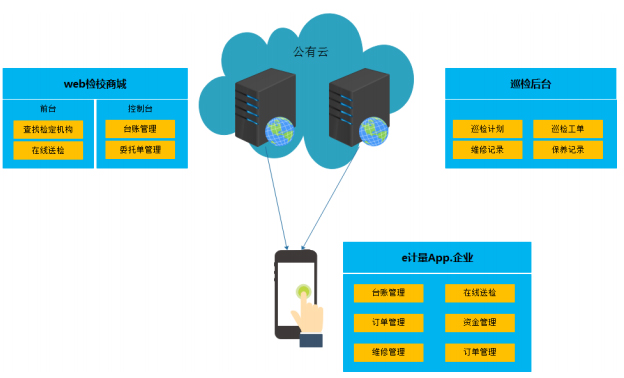 公有云
web检校商城
前台
控制台
查找检定机构
台账管理
在线送检
委托单管理
巡检后台
巡检计划
巡检工单
维修记录
保养记录
e计量App.企业
台账管理
在线送检
订单管理
资金管理
维修管理
订单管理